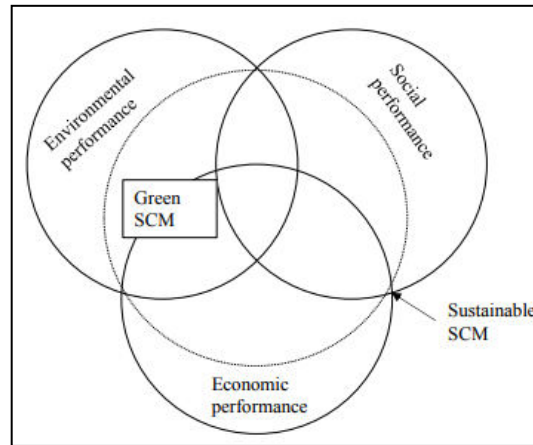 Environmental
performance
Social
performance
Green
SCM
Sustainable
SCM
Economic
performance